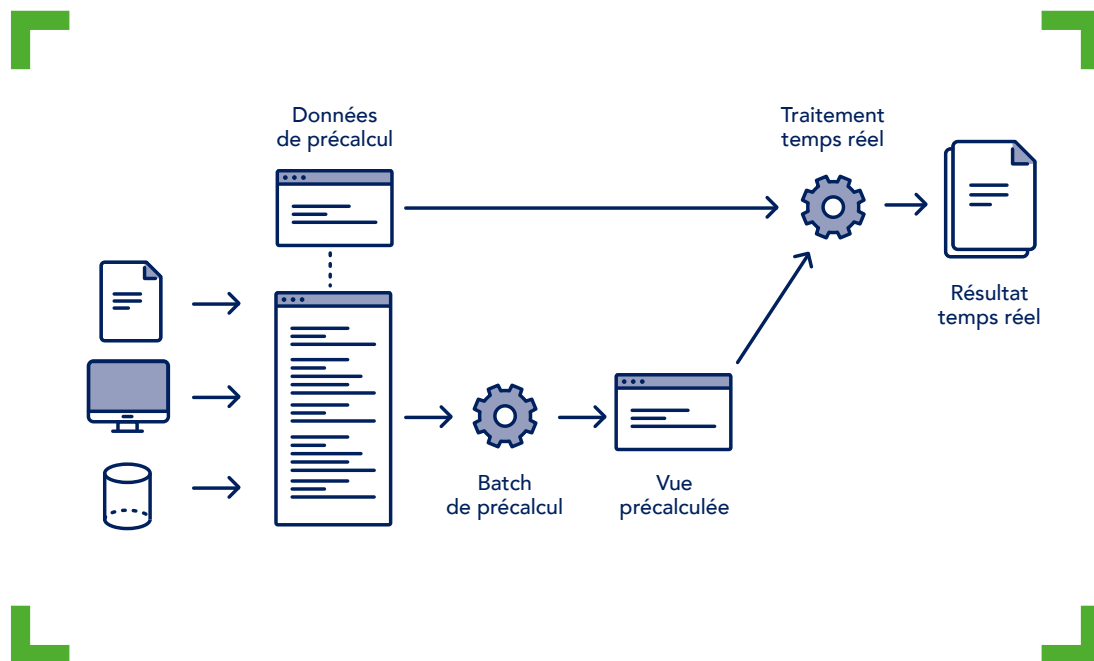 Données
de précalcul
Traitement
temps réel
Résultat
temps réel
Batch
de précalcul
Vue
précalculée